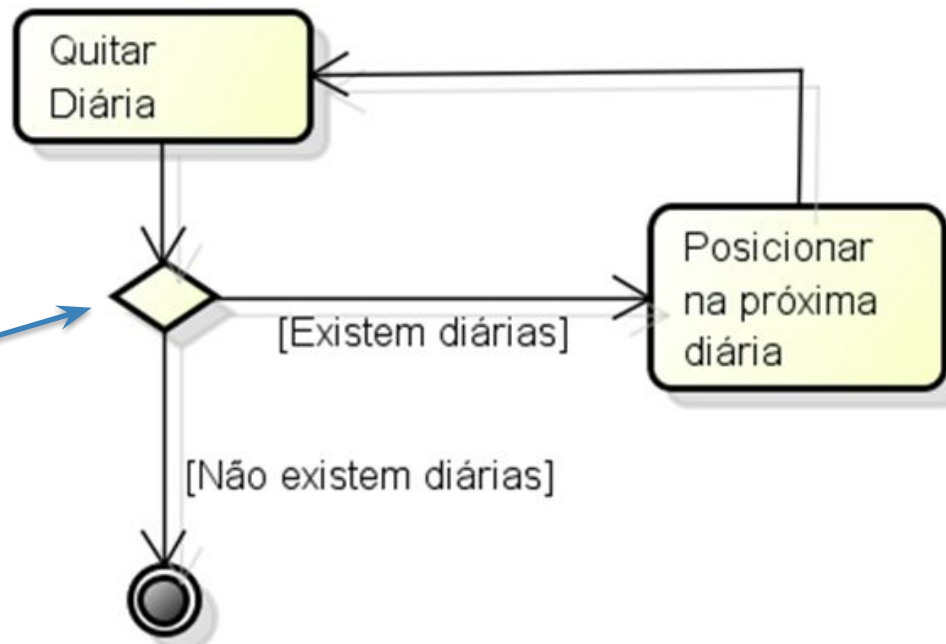 Quitar
Diária
Posicionar
na próxima
diária
[Existem diárias]
[Não existem diárias]